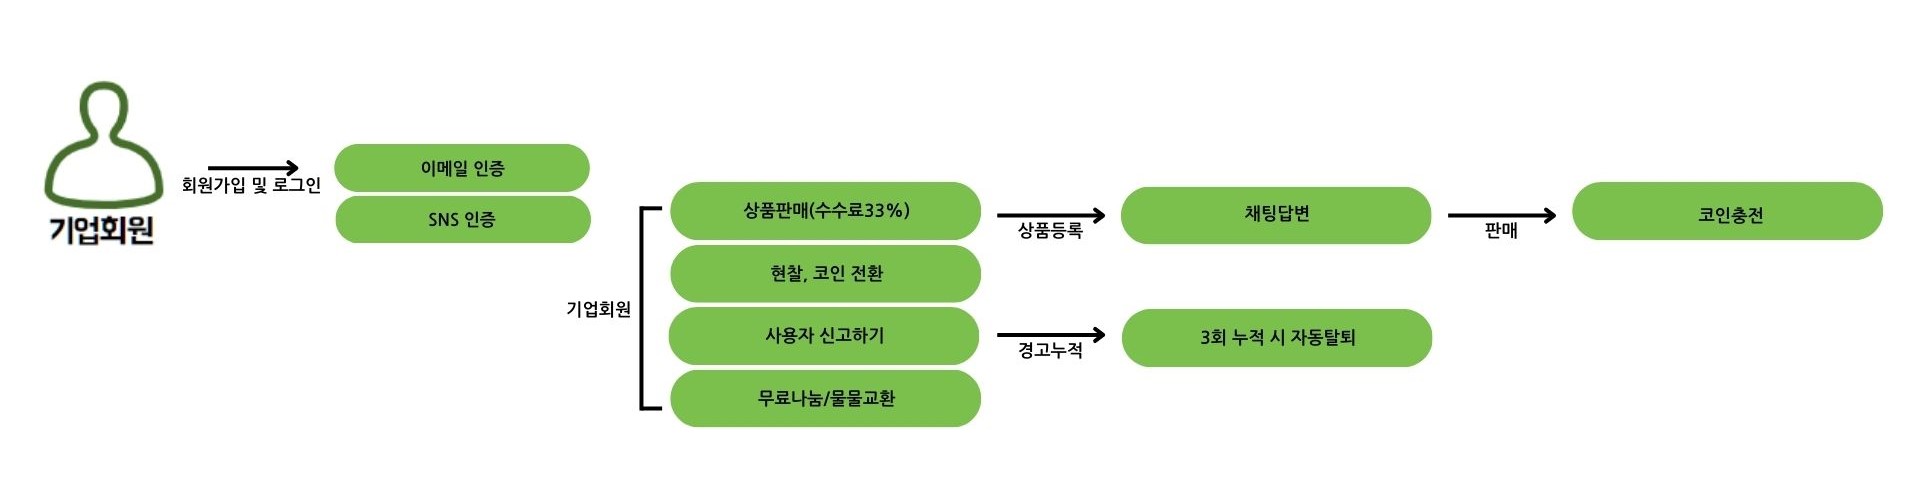 기업회원
회원가입 및 로그인
이메일 인증
SNS 인증
기업회원
상품판매(수수료33%)
현찰, 코인 전환
사용자 신고하기
무료나눔/물물교환
상품등록
채팅답변
판매
코인충전
경고누적
3회 누적 시 자동탈퇴